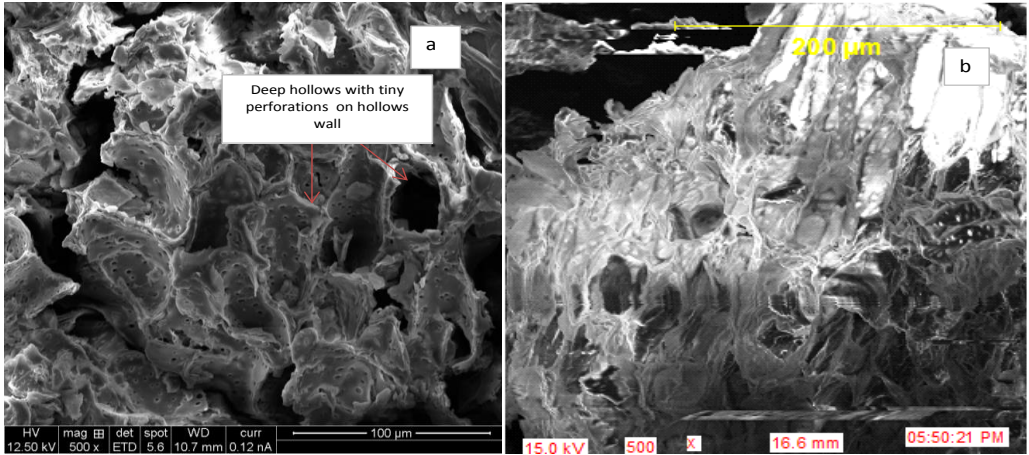 a
Deep hollows with tiny
perforations on hollows
wall
HV mag det spot WD curr
12.50 kV 500 x ETD 5.6 10.7 mm 0.12 nA
100 µm
200 µm
b
15.0 kV 500 X 16.6 mm 05:50:21 PM